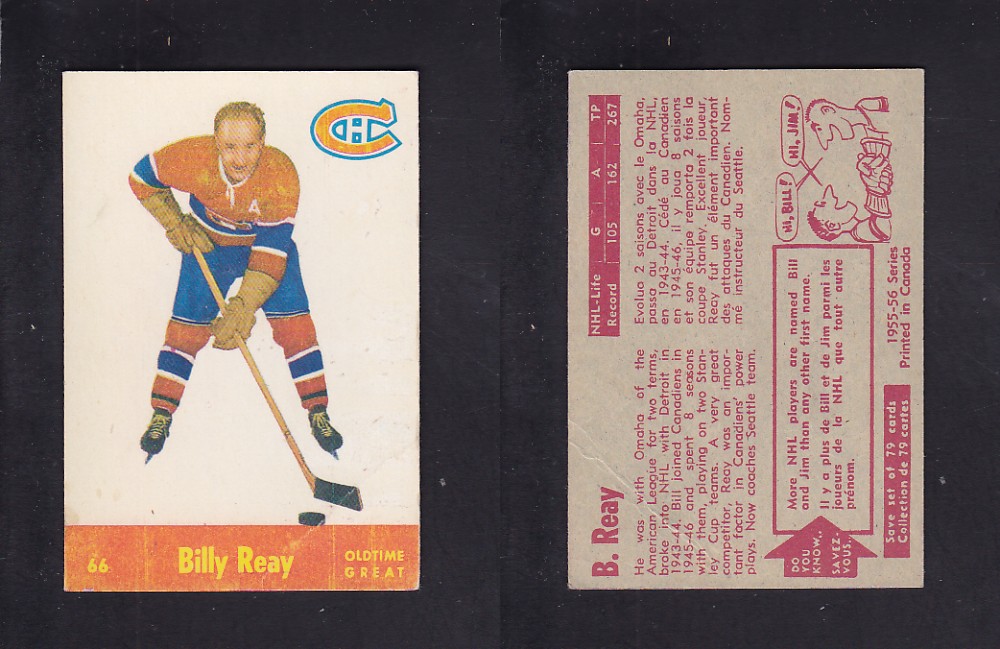 C
H
A
66
Billy Reay
OLDTIME
GREAT
B. Reay
NHL-Life G A TP
Record 105 162 267
He was with Omaha of the
American League for two terms,
broke into NHL with Detroit in
1943-44. Bill joined Canadiens in
1945-46 and spent 8 seasons
with them, playing on two Stan-
ley Cup teams. A very great
competitor, Reay was an impor-
tant factor in Canadiens' power
plays. Now coaches Seattle team.
Evolua 2 saisons avec le Omaha,
passa au Detroit dans la NHL,
en 1943-44. Cédé au Canadien
en 1945-46, il y joua 8 saisons
et son équipe remporta 2 fois la
coupe Stanley. Excellent joueur,
Reay fut un élément important
des attaques du Canadien. Nom-
mé instructeur du Seattle.
DO
YOU
KNOW..
SAVEZ-
VOUS..
More NHL players are named Bill
and Jim than any other first name.
Il y a plus de Bill et de Jim parmi les
joueurs de la NHL que tout autre
prénom.
HI, BILL!
HI, JIM!
Save set of 79 cards
Collection de 79 cartes
1955-56 Series
Printed in Canada